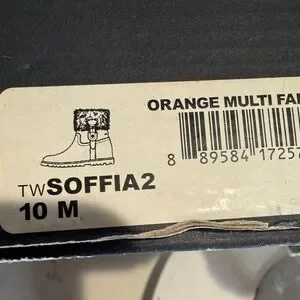 ORANGE MULTI FA
8 89584 17257
TWSOFFIA2
10 M